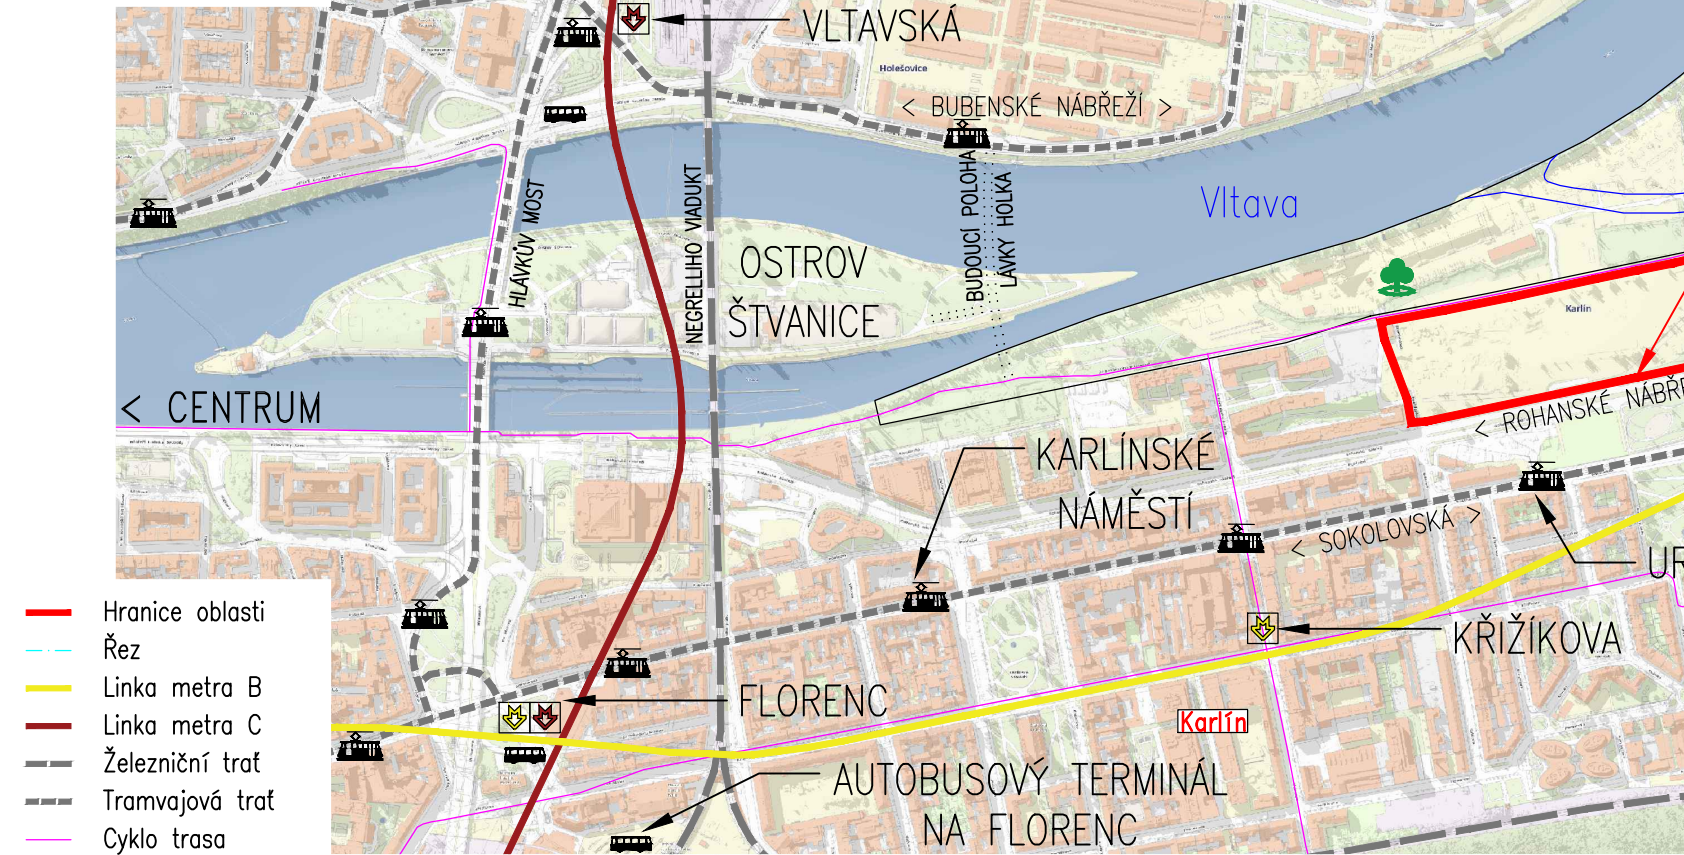 VLTAVSKÁ
Holešovice
< BUBENSKÉ NÁBŘEŽÍ >
HLÁVKŮV MOST
NEGRELLIHO VIADUKT
BUDOUCÍ POLOHA
LÁVKY HOLKA
Vltava
OSTROV
ŠTVANICE
Karlín
< CENTRUM
< ROHANSKÉ NÁBŘE
KARLÍNSKÉ
NÁMĚSTÍ
< SOKOLOVSKÁ >
UR
KŘIŽÍKOVA
FLORENC
Karlín
AUTOBUSOVÝ TERMINÁL
NA FLORENC
Hranice oblasti
Řez
Linka metra B
Linka metra C
Železniční trať
Tramvajová trať
Cyklo trasa